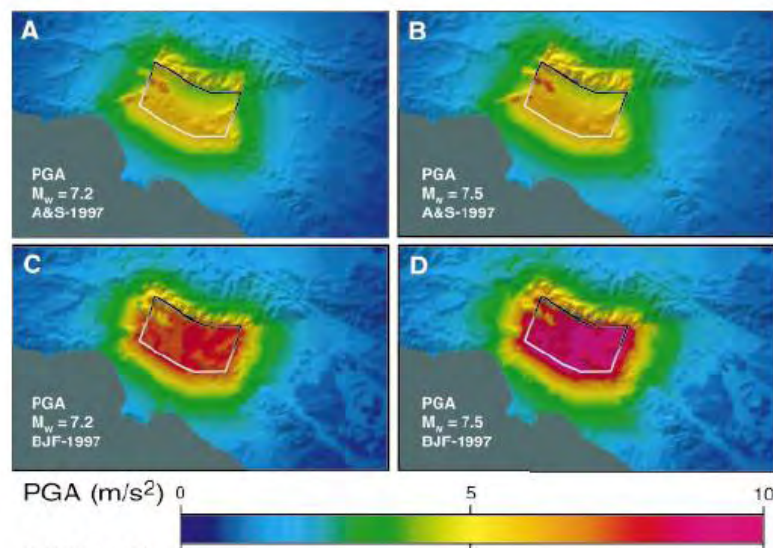 A
PGA
Mw = 7.2
A&S-1997
B
PGA
Mw = 7.5
A&S-1997
C
PGA
Mw = 7.2
BJF-1997
D
PGA
Mw = 7.5
BJF-1997
PGA (m/s²) 0 5 10